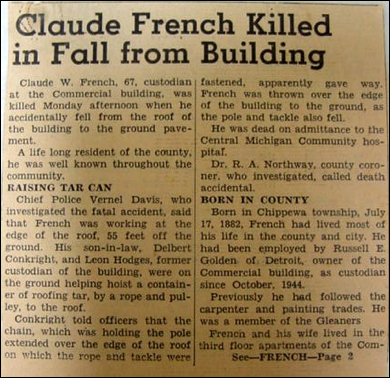 Claude French Killed
in Fall from Building
Claude W. French, 67, custodian
at the Commercial building, was
killed Monday afternoon when he
accidentally fell from the roof of
the building to the ground pave-
ment.
A life long resident of the county,
he was well known throughout the
community.
RAISING TAR CAN
Chief Police Vernel Davis, who
investigated the fatal accident, said
that French was working at the
edge of the roof, 55 feet off the
ground. His son-in-law, Delbert
Conkright, and Leon Hodges, former
custodian of the building, were on
the ground helping hoist a contain-
er of roofing tar, by a rope and pul-
ley, to the roof.
Conkright told officers that the
chain, which was holding the pole
extended over the edge of the roof
on which the rope and tackle were
fastened, apparently gave way.
French was thrown over the edge
of the building to the ground, as
the pole and tackle also fell.
He was dead on admittance to the
Central Michigan Community hos-
pital.
Dr. R. A. Northway, county coro-
ner, who investigated, called death
accidental.
BORN IN COUNTY
Born in Chippewa township, July
17, 1882, French had lived most of
his life in the county and city. He
had been employed by Russell E.
Golden of Detroit, owner of the
Commercial building, as custodian
since October, 1944.
Previously he had followed the
carpenter and painting trades. He
was a member of the Gleaners
French and his wife lived in the
third floor apartments of the Com-
See—FRENCH—Page 2